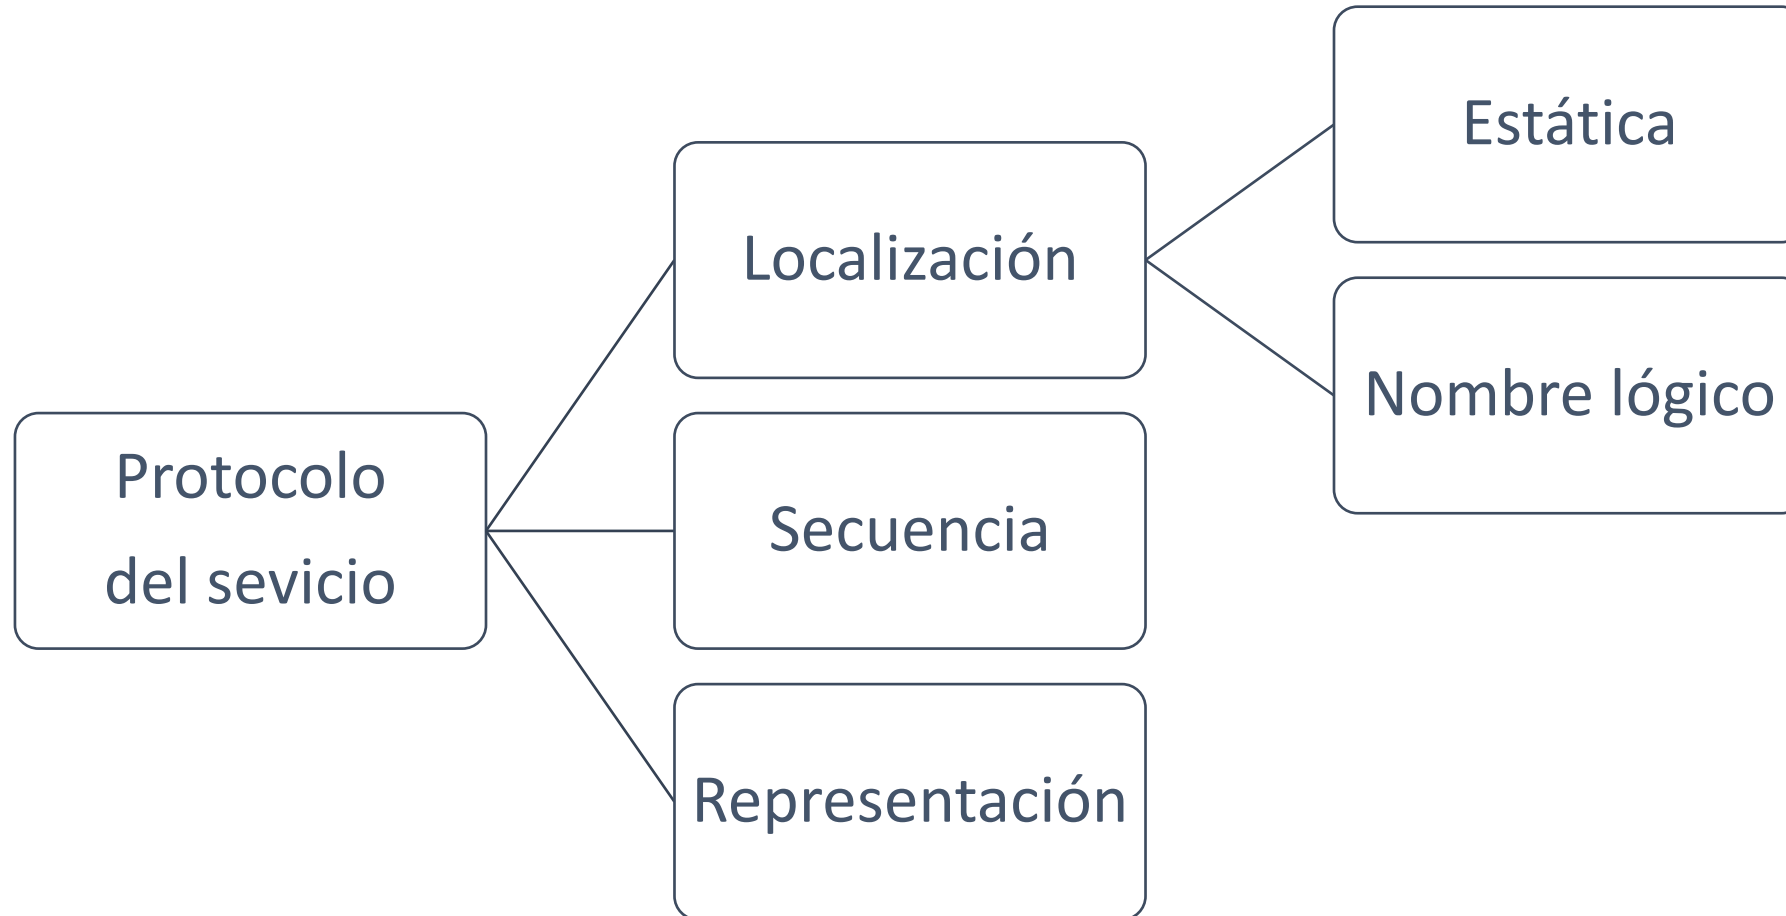 Protocolo
del sevicio
Localización
Secuencia
Representación
Estática
Nombre lógico